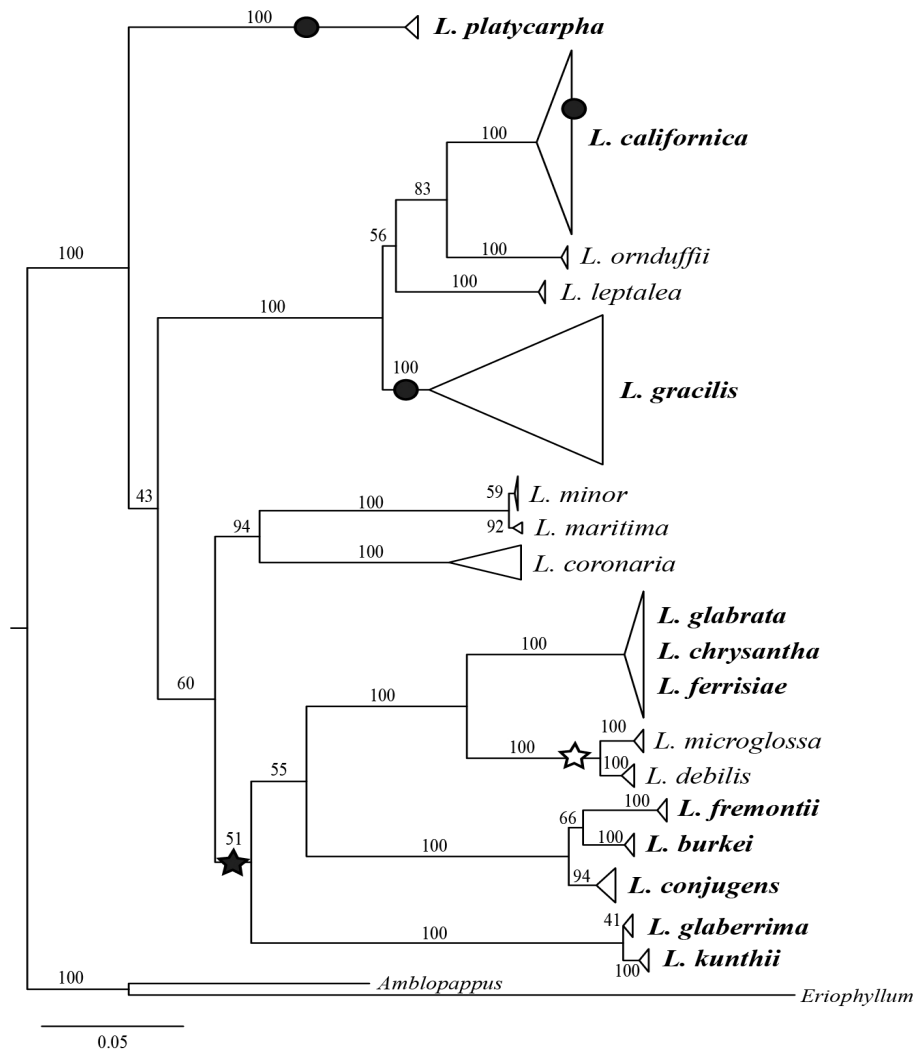 100
L. platycarpha
100
L. californica
83
56
100
L. ornduffii
100
L. leptalea
100
100
100
L. gracilis
43
59
L. minor
94
100
92
L. maritima
100
L. coronaria
L. glabrata
100
L. chrysantha
60
L. ferrisiae
100
100
L. microglossa
100
100
L. debilis
55
100
L. fremontii
66
51
100
100
L. burkei
94
L. conjugens
41
L. glaberrima
100
100
L. kunthii
100
Amblopappus
Eriophyllum
0.05